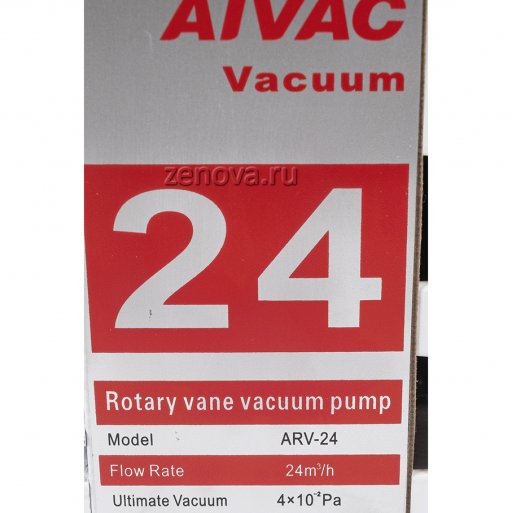 AIVAC
Vacuum
zenova.ru
24
Rotary vane vacuum pump
Model ARV-24
Flow Rate 24m³/h
Ultimate Vacuum 4×10⁻²Pa